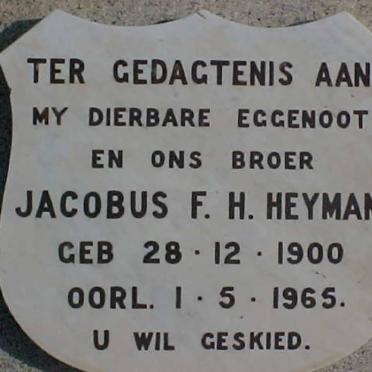 TER GEDAGTENIS AAN
MY DIERBARE EGGENOOT
EN ONS BROER
JACOBUS F. H. HEYMAN
GEB 28·12·1900
OORL. 1·5·1965.
U WIL GESKIED.